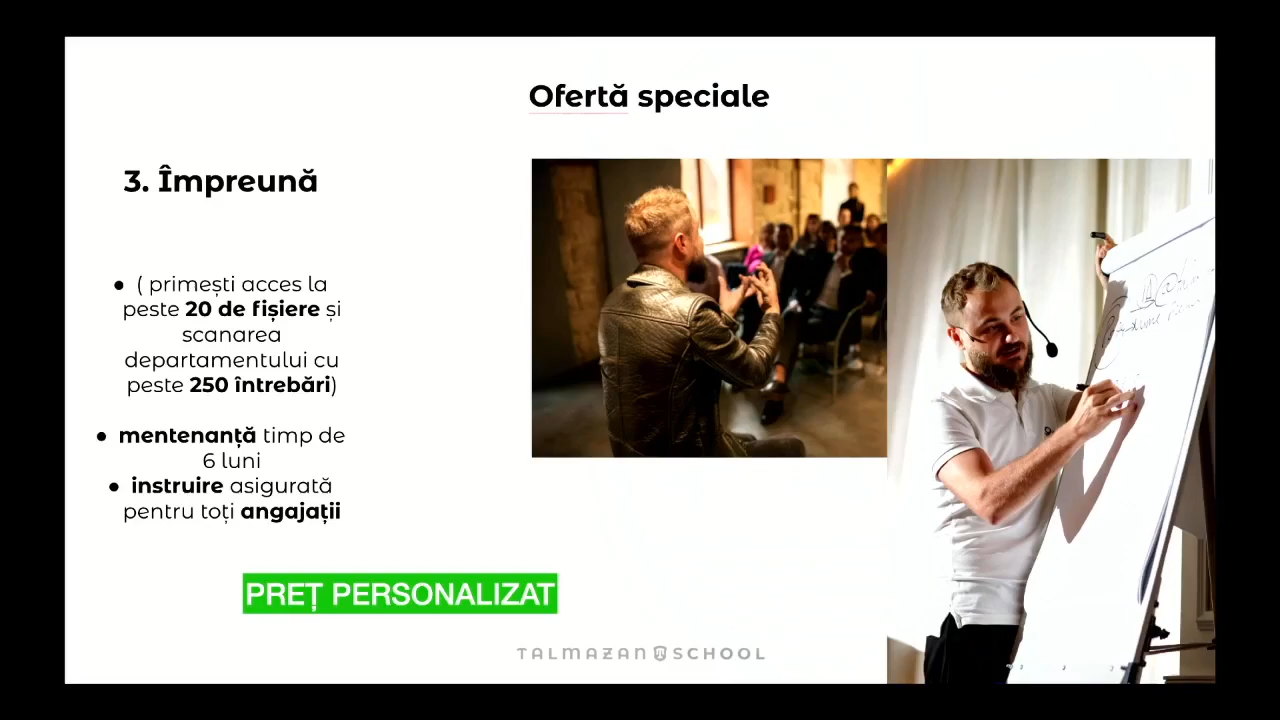 Ofertă speciale
3. Împreună
● ( primești acces la
peste 20 de fișiere și
scanarea
departamentului cu
peste 250 întrebări)
● mentenanță timp de
6 luni
● instruire asigurată
pentru toți angajații
PREȚ PERSONALIZAT
TALMAZAN SCHOOL